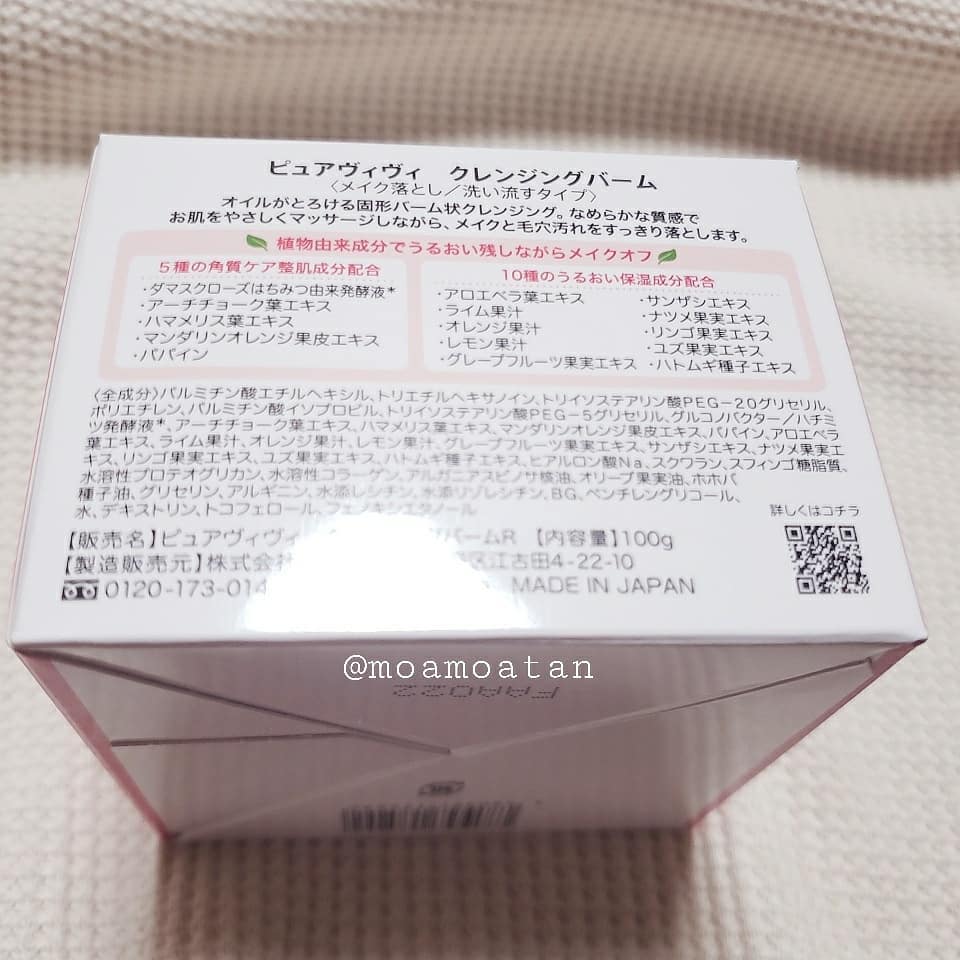 ピュアヴィヴィ クレンジングバーム
〈メイク落とし／洗い流すタイプ〉
オイルがとろける固形バーム状クレンジング。なめらかな質感で
お肌をやさしくマッサージしながら、メイクと毛穴汚れをすっきり落とします。
植物由来成分でうるおい残しながらメイクオフ
5種の角質ケア整肌成分配合
・ダマスクローズはちみつ由来発酵液*
・アーチチョーク葉エキス
・ハマメリス葉エキス
・マンダリンオレンジ果皮エキス
・パパイン
10種のうるおい保湿成分配合
・アロエベラ葉エキス
・ライム果汁
・オレンジ果汁
・レモン果汁
・グレープフルーツ果実エキス
・サンザシエキス
・ナツメ果実エキス
・リンゴ果実エキス
・ユズ果実エキス
・ハトムギ種子エキス
〈全成分〉パルミチン酸エチルヘキシル、トリエチルヘキサノイン、トリイソステアリン酸PEG-20グリセリル、
ポリエチレン、パルミチン酸イソプロピル、トリイソステアリン酸PEG-5グリセリル、グルコノバクター／ハチミ
ツ発酵液*、アーチチョーク葉エキス、ハマメリス葉エキス、マンダリンオレンジ果皮エキス、パパイン、アロエベラ
葉エキス、ライム果汁、オレンジ果汁、レモン果汁、グレープフルーツ果実エキス、サンザシエキス、ナツメ果実エ
キス、リンゴ果実エキス、ユズ果実エキス、ハトムギ種子エキス、ヒアルロン酸Na、スクワラン、スフィンゴ糖脂質、
水溶性プロテオグリカン、水溶性コラーゲン、アルガニアスピノサ核油、オリーブ果実油、ホホバ
種子油、グリセリン、アルギニン、水添レシチン、水添リゾレシチン、BG、ペンチレングリコール、
水、デキストリン、トコフェロール、フェノキシエタノール
詳しくはコチラ
【販売名】ピュアヴィヴィ バームR 【内容量】100g
【製造販売元】株式会 区江古田4-22-10
0120-173-014 MADE IN JAPAN
@moamoatan
FAA022